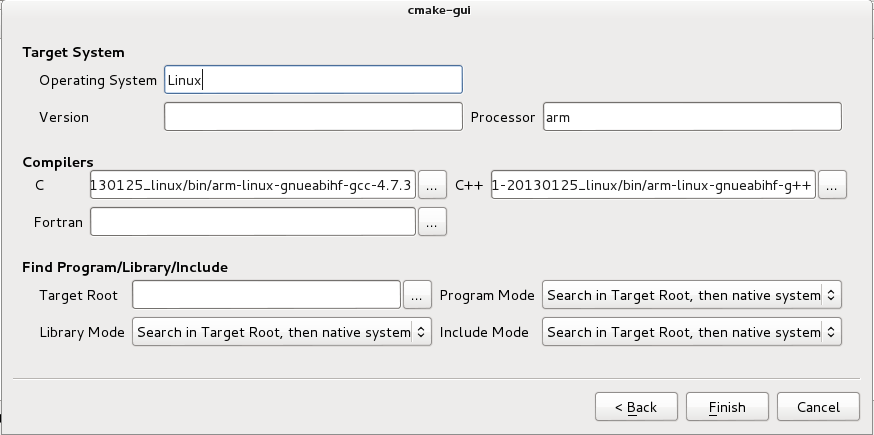 cmake-gui
Target System
Operating System Linux
Version Processor arm
Compilers
C 130125_linux/bin/arm-linux-gnueabihf-gcc-4.7.3 ... C++ 1-20130125_linux/bin/arm-linux-gnueabihf-g++ ...
Fortran ...
Find Program/Library/Include
Target Root ... Program Mode Search in Target Root, then native system
Library Mode Search in Target Root, then native system Include Mode Search in Target Root, then native system
< Back Finish Cancel